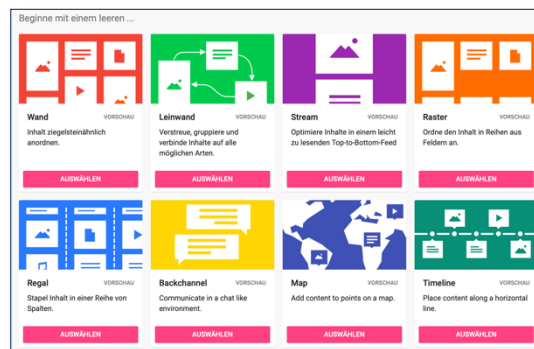 Beginne mit einem leeren ...
Wand VORSCHAU
Inhalt ziegelsteinähnlich
anordnen.
AUSWÄHLEN
Leinwand VORSCHAU
Verstreue, gruppiere und
verbinde Inhalte auf alle
möglichen Arten.
AUSWÄHLEN
Stream VORSCHAU
Optimiere Inhalte in einem leicht
zu lesenden Top-to-Bottom-Feed
AUSWÄHLEN
Raster VORSCHAU
Ordne den Inhalt in Reihen aus
Feldern an.
AUSWÄHLEN
Regal VORSCHAU
Stapel Inhalt in einer Reihe von
Spalten.
AUSWÄHLEN
Backchannel VORSCHAU
Communicate in a chat like
environment.
AUSWÄHLEN
Map VORSCHAU
Add content to points on a map.
AUSWÄHLEN
Timeline VORSCHAU
Place content along a horizontal
line.
AUSWÄHLEN